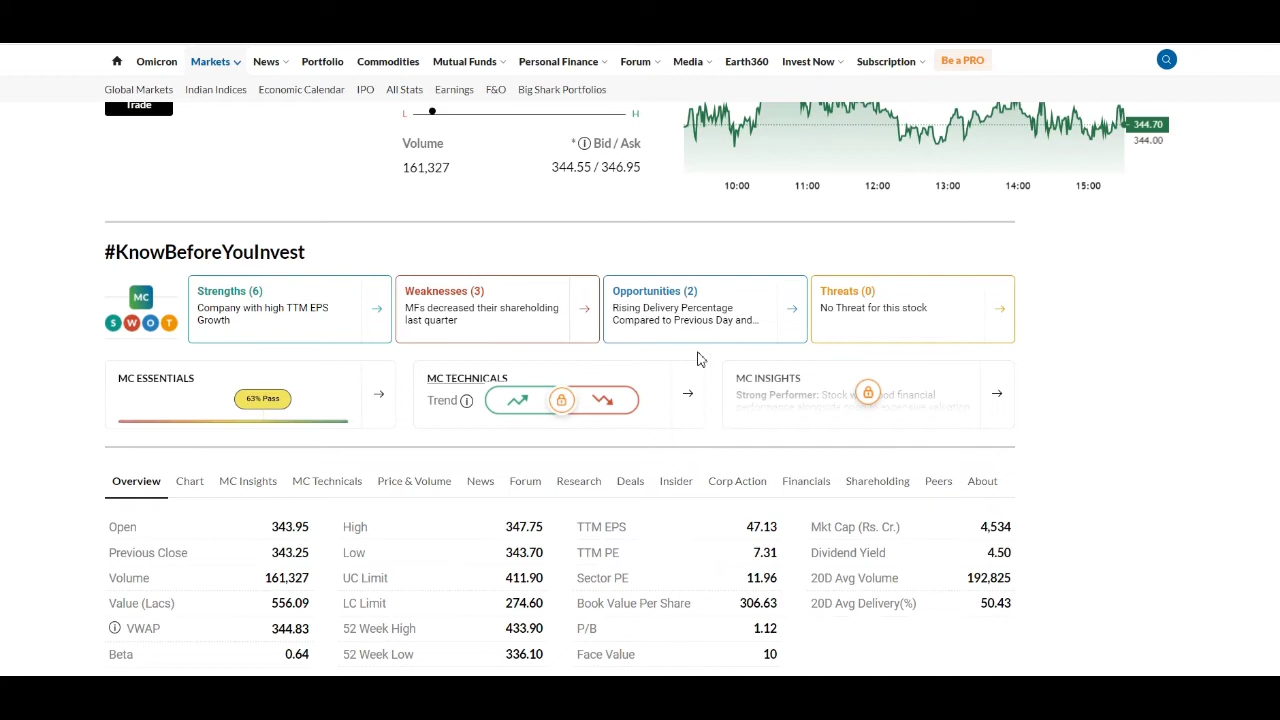 Omicron Markets News Portfolio Commodities Mutual Funds Personal Finance Forum Media Earth360 Invest Now Subscription Be a PRO
Global Markets Indian Indices Economic Calendar IPO All Stats Earnings F&O Big Shark Portfolios
Trade
L H
344.70
344.00
Volume * Bid / Ask
161,327 344.55 / 346.95
10:00 11:00 12:00 13:00 14:00 15:00
#KnowBeforeYouInvest
MC
S W O T
Strengths (6)
Company with high TTM EPS
Growth
Weaknesses (3)
MFs decreased their shareholding
last quarter
Opportunities (2)
Rising Delivery Percentage
Compared to Previous Day and...
Threats (0)
No Threat for this stock
MC ESSENTIALS
63% Pass
MC TECHNICALS
Trend
MC INSIGHTS
Strong Performer: Stock financial
Overview Chart MC Insights MC Technicals Price & Volume News Forum Research Deals Insider Corp Action Financials Shareholding Peers About
Open 343.95 High 347.75 TTM EPS 47.13 Mkt Cap (Rs. Cr.) 4,534
Previous Close 343.25 Low 343.70 TTM PE 7.31 Dividend Yield 4.50
Volume 161,327 UC Limit 411.90 Sector PE 11.96 20D Avg Volume 192,825
Value (Lacs) 556.09 LC Limit 274.60 Book Value Per Share 306.63 20D Avg Delivery(%) 50.43
VWAP 344.83 52 Week High 433.90 P/B 1.12
Beta 0.64 52 Week Low 336.10 Face Value 10